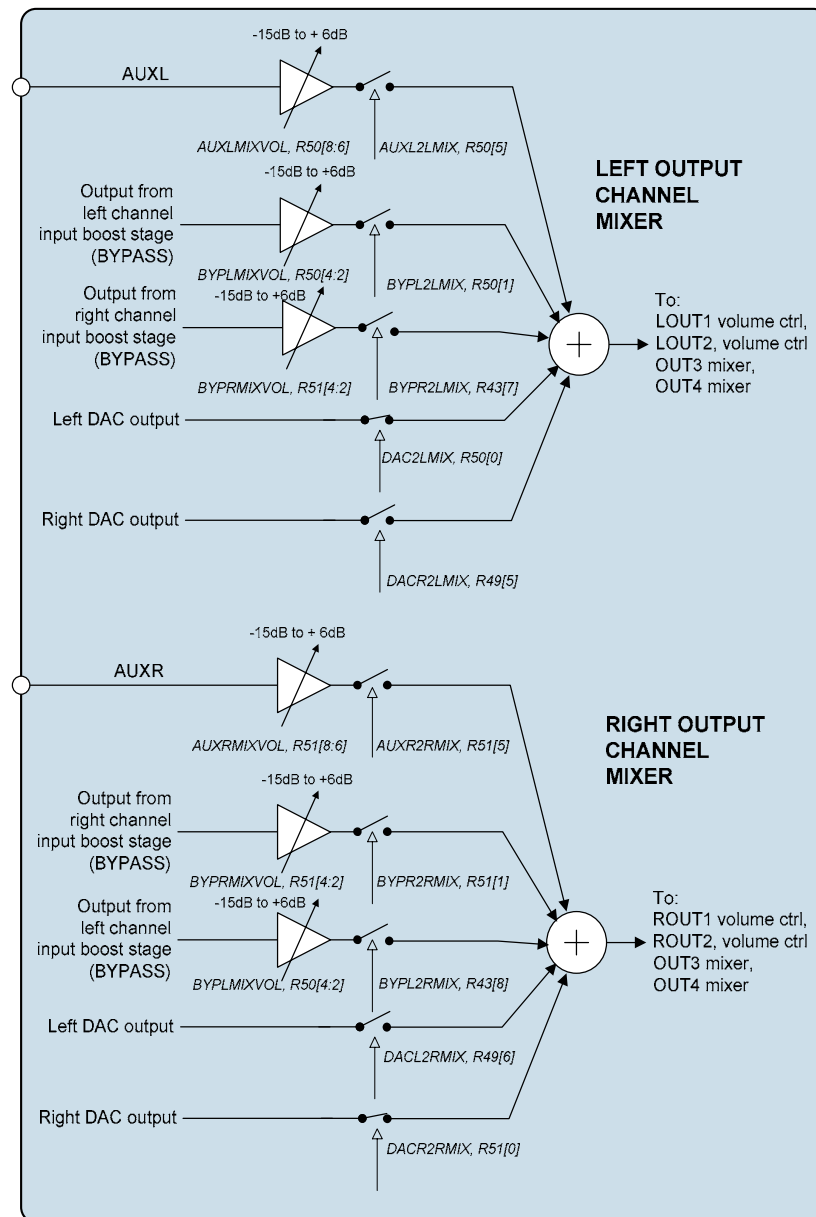 -15dB to + 6dB
AUXL
AUXLMIXVOL, R50[8:6]
AUXL2LMIX, R50[5]
LEFT OUTPUT
CHANNEL
MIXER
-15dB to +6dB
Output from
left channel
input boost stage
(BYPASS)
BYPLMIXVOL, R50[4:2]
BYPL2LMIX, R50[1]
-15dB to +6dB
Output from
right channel
input boost stage
(BYPASS)
BYPRMIXVOL, R51[4:2]
BYPR2LMIX, R43[7]
To:
LOUT1 volume ctrl,
LOUT2, volume ctrl
OUT3 mixer,
OUT4 mixer
Left DAC output
DAC2LMIX, R50[0]
Right DAC output
DACR2LMIX, R49[5]
-15dB to + 6dB
AUXR
AUXRMIXVOL, R51[8:6]
AUXR2RMIX, R51[5]
RIGHT OUTPUT
CHANNEL
MIXER
-15dB to +6dB
Output from
right channel
input boost stage
(BYPASS)
BYPRMIXVOL, R51[4:2]
BYPR2RMIX, R51[1]
-15dB to +6dB
Output from
left channel
input boost stage
(BYPASS)
BYPLMIXVOL, R50[4:2]
BYPL2RMIX, R43[8]
To:
ROUT1 volume ctrl,
ROUT2, volume ctrl
OUT3 mixer,
OUT4 mixer
Left DAC output
DACL2RMIX, R49[6]
Right DAC output
DACR2RMIX, R51[0]